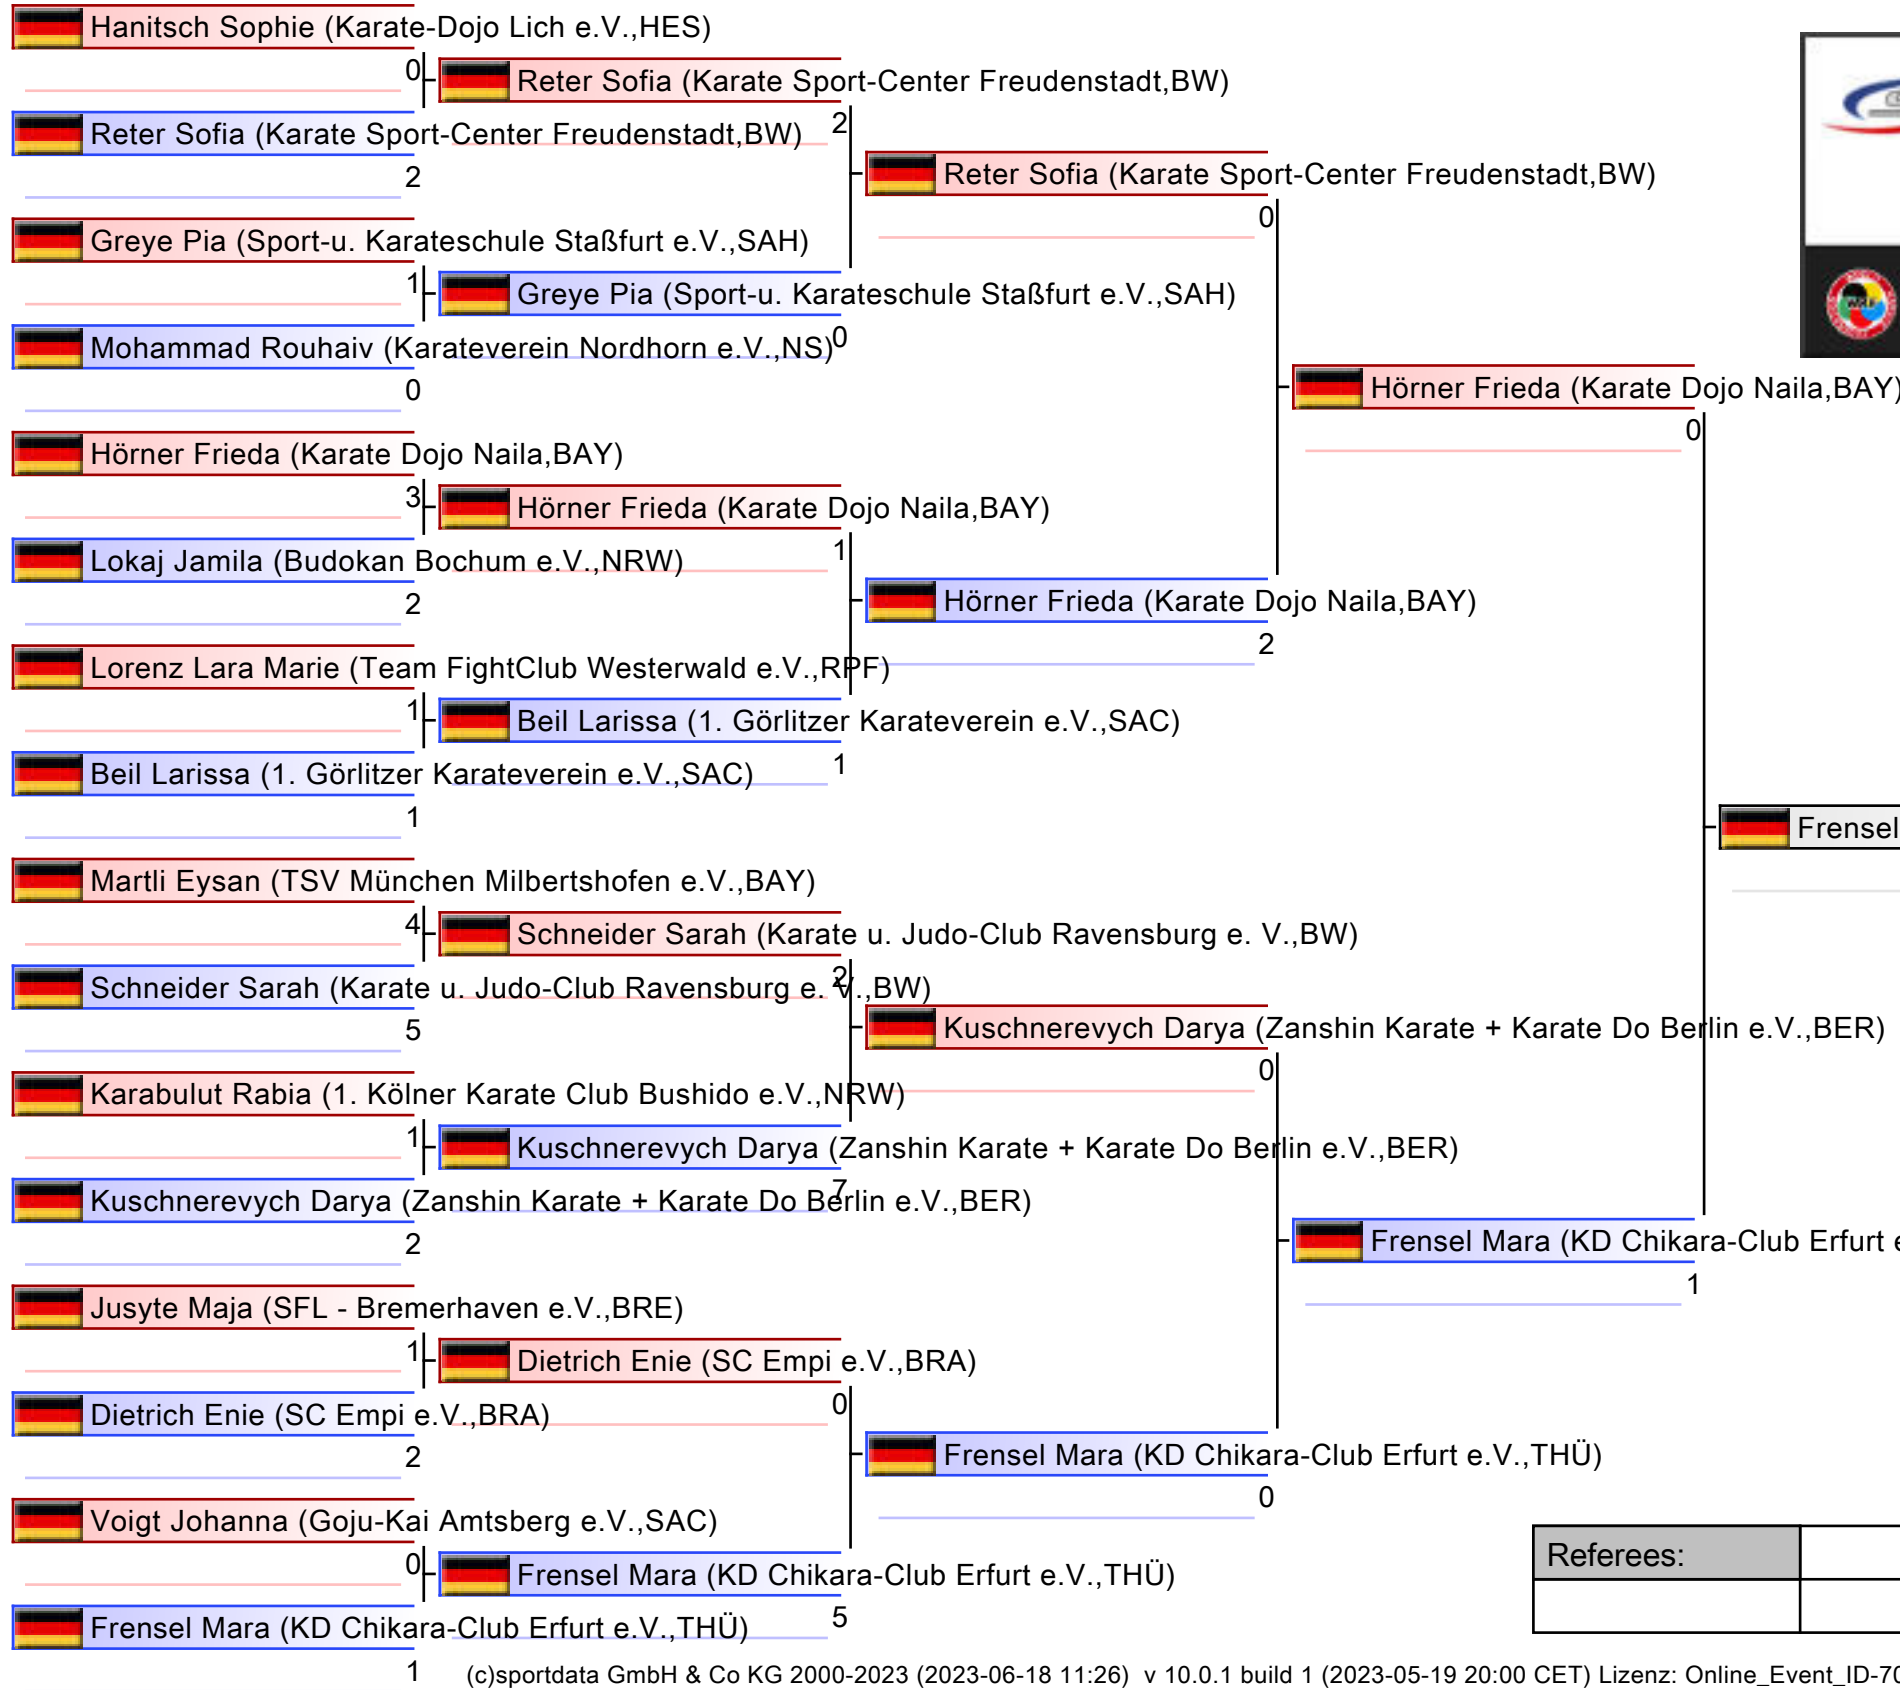 Hanitsch Sophie (Karate-Dojo Lich e.V.,HES)
0
Reter Sofia (Karate Sport-Center Freudenstadt,BW)
Reter Sofia (Karate Sport-Center Freudenstadt,BW)
2
2
Reter Sofia (Karate Sport-Center Freudenstadt,BW)
0
Greye Pia (Sport-u. Karateschule Staßfurt e.V.,SAH)
1
Greye Pia (Sport-u. Karateschule Staßfurt e.V.,SAH)
0
Mohammad Rouhaiv (Karateverein Nordhorn e.V.,NS)
0
Hörner Frieda (Karate Dojo Naila,BAY)
0
Hörner Frieda (Karate Dojo Naila,BAY)
3
Hörner Frieda (Karate Dojo Naila,BAY)
1
Lokaj Jamila (Budokan Bochum e.V.,NRW)
2
Hörner Frieda (Karate Dojo Naila,BAY)
2
Lorenz Lara Marie (Team FightClub Westerwald e.V.,RPF)
1
Beil Larissa (1. Görlitzer Karateverein e.V.,SAC)
1
Beil Larissa (1. Görlitzer Karateverein e.V.,SAC)
1
Frensel
Martli Eysan (TSV München Milbertshofen e.V.,BAY)
4
Schneider Sarah (Karate u. Judo-Club Ravensburg e. V.,BW)
2
Schneider Sarah (Karate u. Judo-Club Ravensburg e. V.,BW)
5
Kuschnerevych Darya (Zanshin Karate + Karate Do Berlin e.V.,BER)
0
Karabulut Rabia (1. Kölner Karate Club Bushido e.V.,NRW)
1
Kuschnerevych Darya (Zanshin Karate + Karate Do Berlin e.V.,BER)
7
Kuschnerevych Darya (Zanshin Karate + Karate Do Berlin e.V.,BER)
2
Frensel Mara (KD Chikara-Club Erfurt e
1
Jusyte Maja (SFL - Bremerhaven e.V.,BRE)
1
Dietrich Enie (SC Empi e.V.,BRA)
0
Dietrich Enie (SC Empi e.V.,BRA)
2
Frensel Mara (KD Chikara-Club Erfurt e.V.,THÜ)
0
Voigt Johanna (Goju-Kai Amtsberg e.V.,SAC)
0
Frensel Mara (KD Chikara-Club Erfurt e.V.,THÜ)
5
Frensel Mara (KD Chikara-Club Erfurt e.V.,THÜ)
1
Referees:
(c)sportdata GmbH & Co KG 2000-2023 (2023-06-18 11:26) v 10.0.1 build 1 (2023-05-19 20:00 CET) Lizenz: Online_Event_ID-70